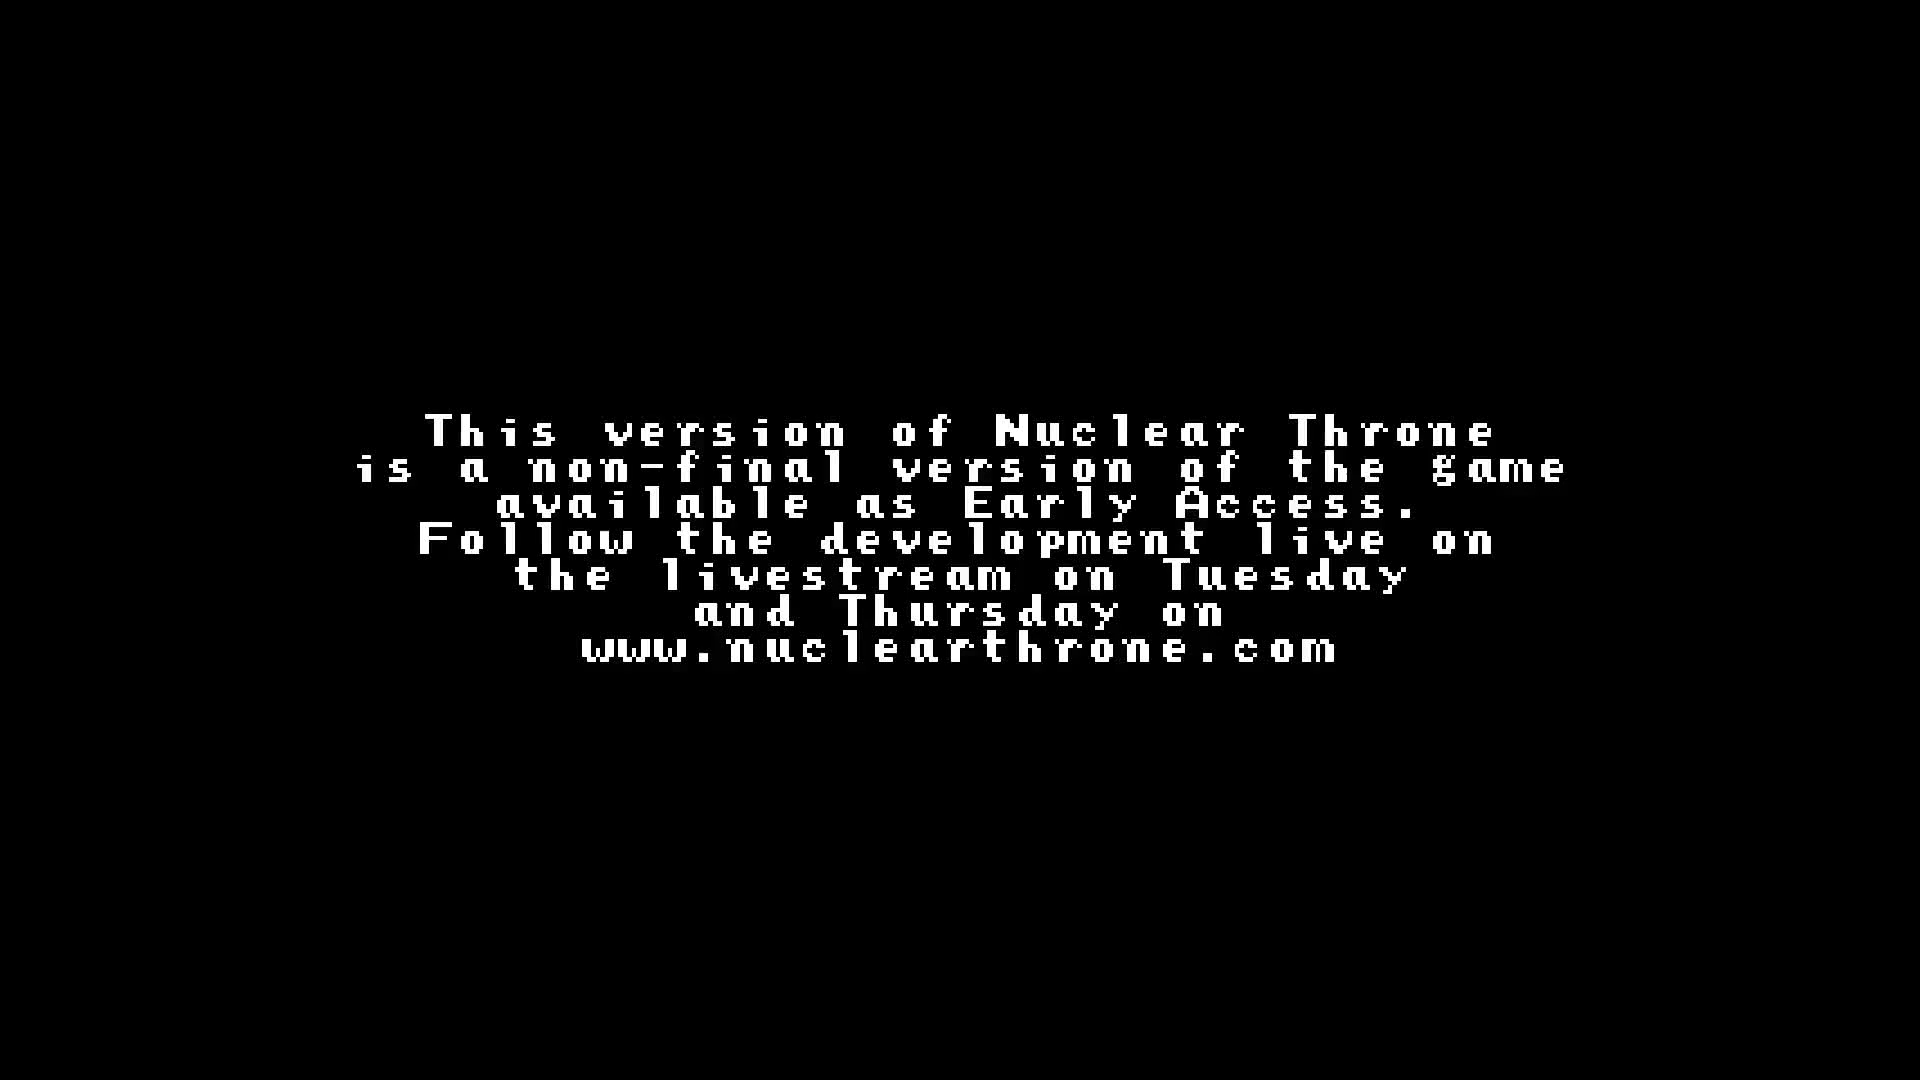 This version of Nuclear Throne
is a non-final version of the game
available as Early Access.
Follow the development live on
the livestream on Tuesday
and Thursday on
www.nuclearthrone.com